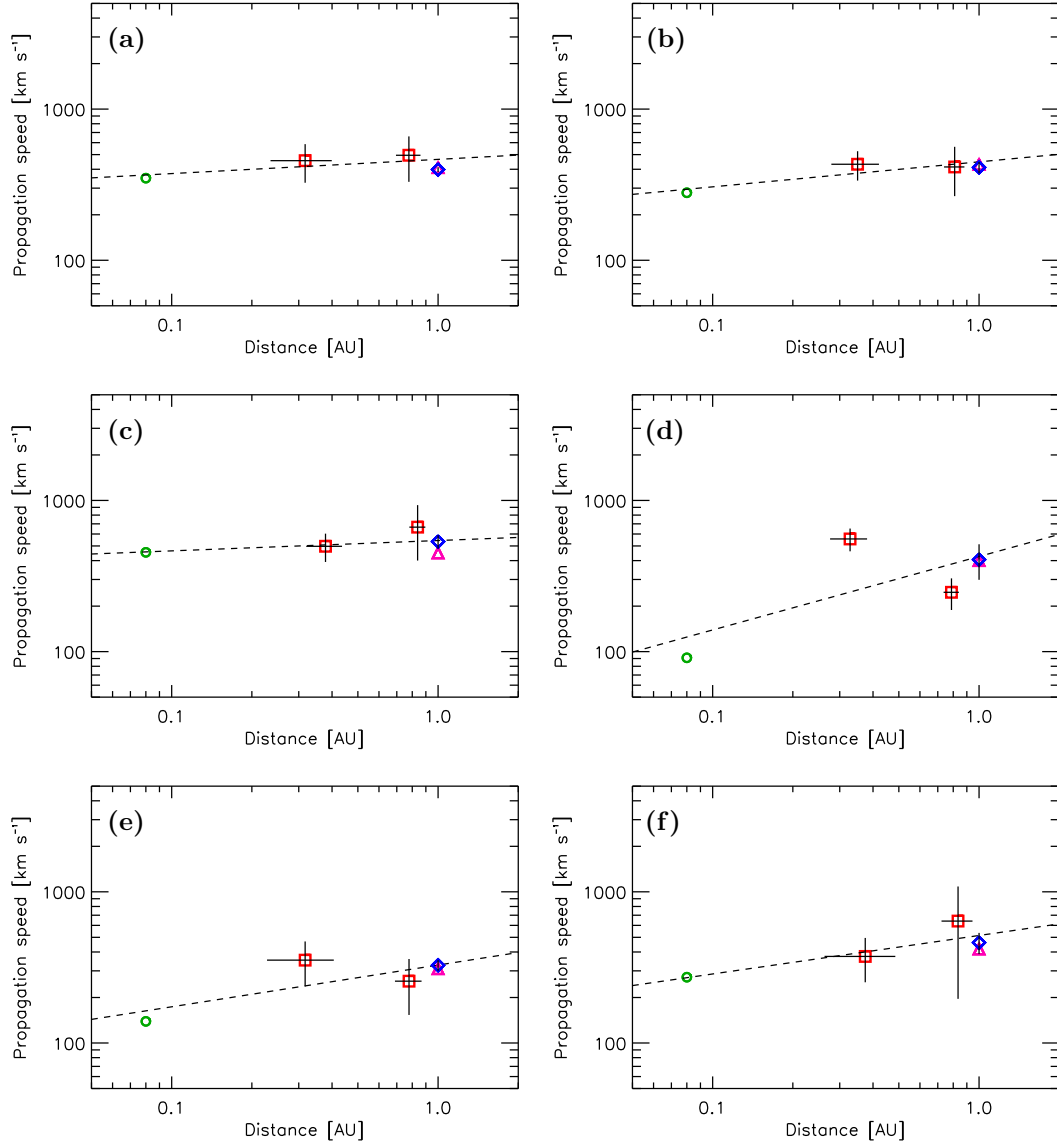 (a)
Propagation speed [km s⁻¹]
1000
100
0.1
1.0
Distance [AU]
(b)
Propagation speed [km s⁻¹]
1000
100
0.1
1.0
Distance [AU]
(c)
Propagation speed [km s⁻¹]
1000
100
0.1
1.0
Distance [AU]
(d)
Propagation speed [km s⁻¹]
1000
100
0.1
1.0
Distance [AU]
(e)
Propagation speed [km s⁻¹]
1000
100
0.1
1.0
Distance [AU]
(f)
Propagation speed [km s⁻¹]
1000
100
0.1
1.0
Distance [AU]